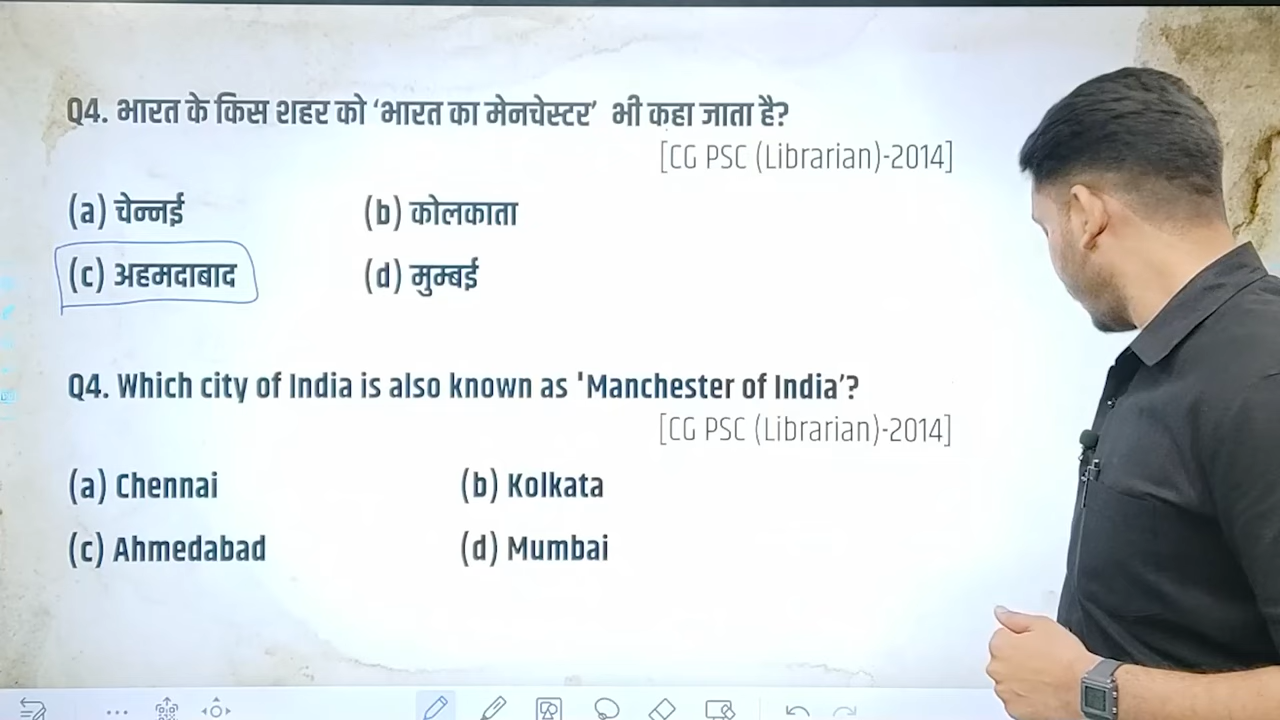 Q4. भारत के किस शहर को ‘भारत का मेनचेस्टर’ भी कहा जाता है?
[CG PSC (Librarian)-2014]
(a) चेन्नई (b) कोलकाता
(c) अहमदाबाद (d) मुम्बई
Q4. Which city of India is also known as 'Manchester of India’?
[CG PSC (Librarian)-2014]
(a) Chennai (b) Kolkata
(c) Ahmedabad (d) Mumbai